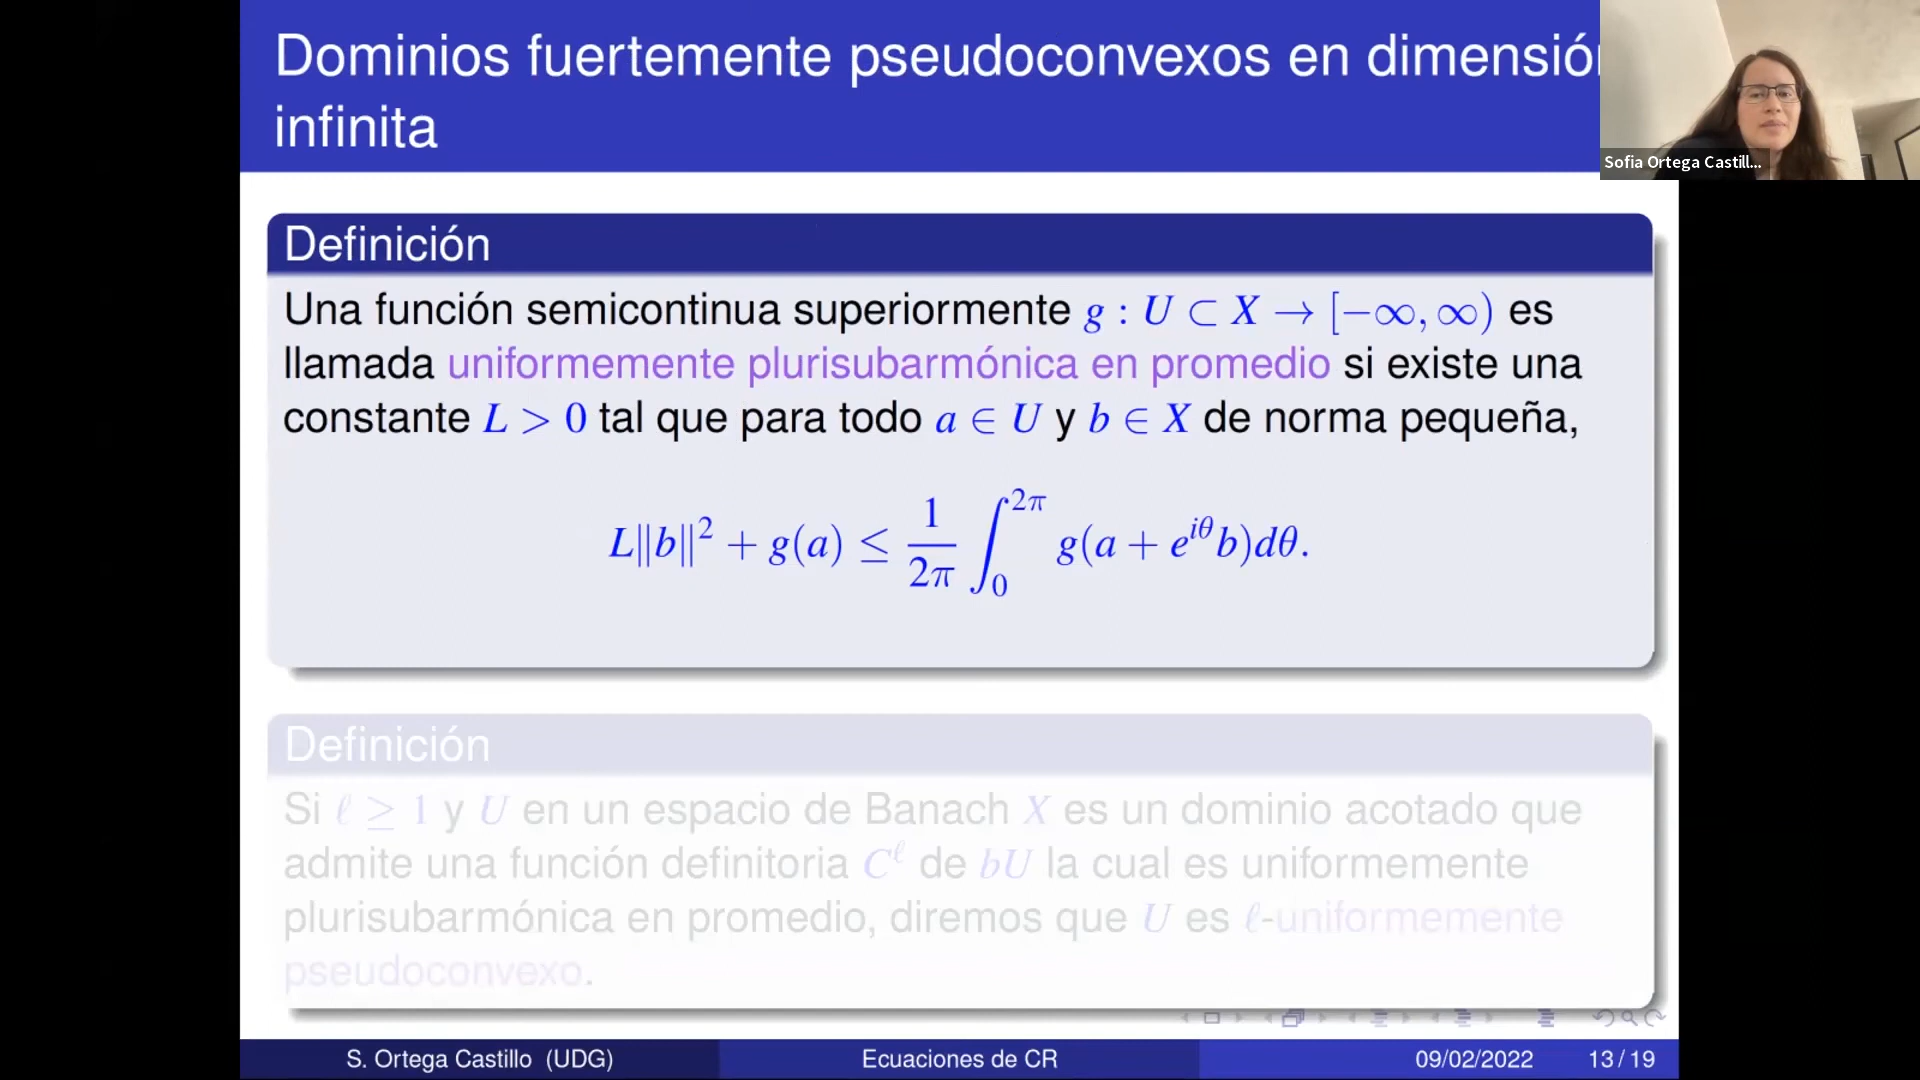 Dominios fuertemente pseudoconvexos en dimensión
infinita
Sofia Ortega Castill...
Definición
Una función semicontinua superiormente g : U ⊂ X → [−∞, ∞) es
llamada uniformemente plurisubarmónica en promedio si existe una
constante L > 0 tal que para todo a ∈ U y b ∈ X de norma pequeña,
L‖b‖² + g(a) ≤ \frac{1}{2π} ∫_0^{2π} g(a + e^{iθ}b)dθ.
Definición
Si ℓ ≥ 1 y U en un espacio de Banach X es un dominio acotado que
admite una función definitoria C^ℓ de bU la cual es uniformemente
plurisubarmónica en promedio, diremos que U es ℓ-uniformemente
pseudoconvexo.
S. Ortega Castillo (UDG) Ecuaciones de CR 09/02/2022 13 / 19